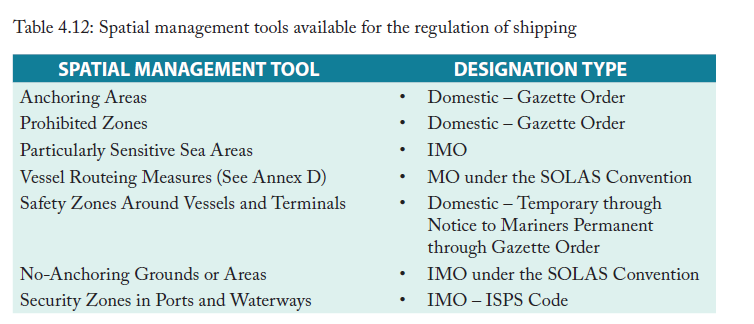 Table 4.12: Spatial management tools available for the regulation of shipping
SPATIAL MANAGEMENT TOOL DESIGNATION TYPE
Anchoring Areas • Domestic – Gazette Order
Prohibited Zones • Domestic – Gazette Order
Particularly Sensitive Sea Areas • IMO
Vessel Routeing Measures (See Annex D) • MO under the SOLAS Convention
Safety Zones Around Vessels and Terminals • Domestic – Temporary through
Notice to Mariners Permanent
through Gazette Order
No-Anchoring Grounds or Areas • IMO under the SOLAS Convention
Security Zones in Ports and Waterways • IMO – ISPS Code